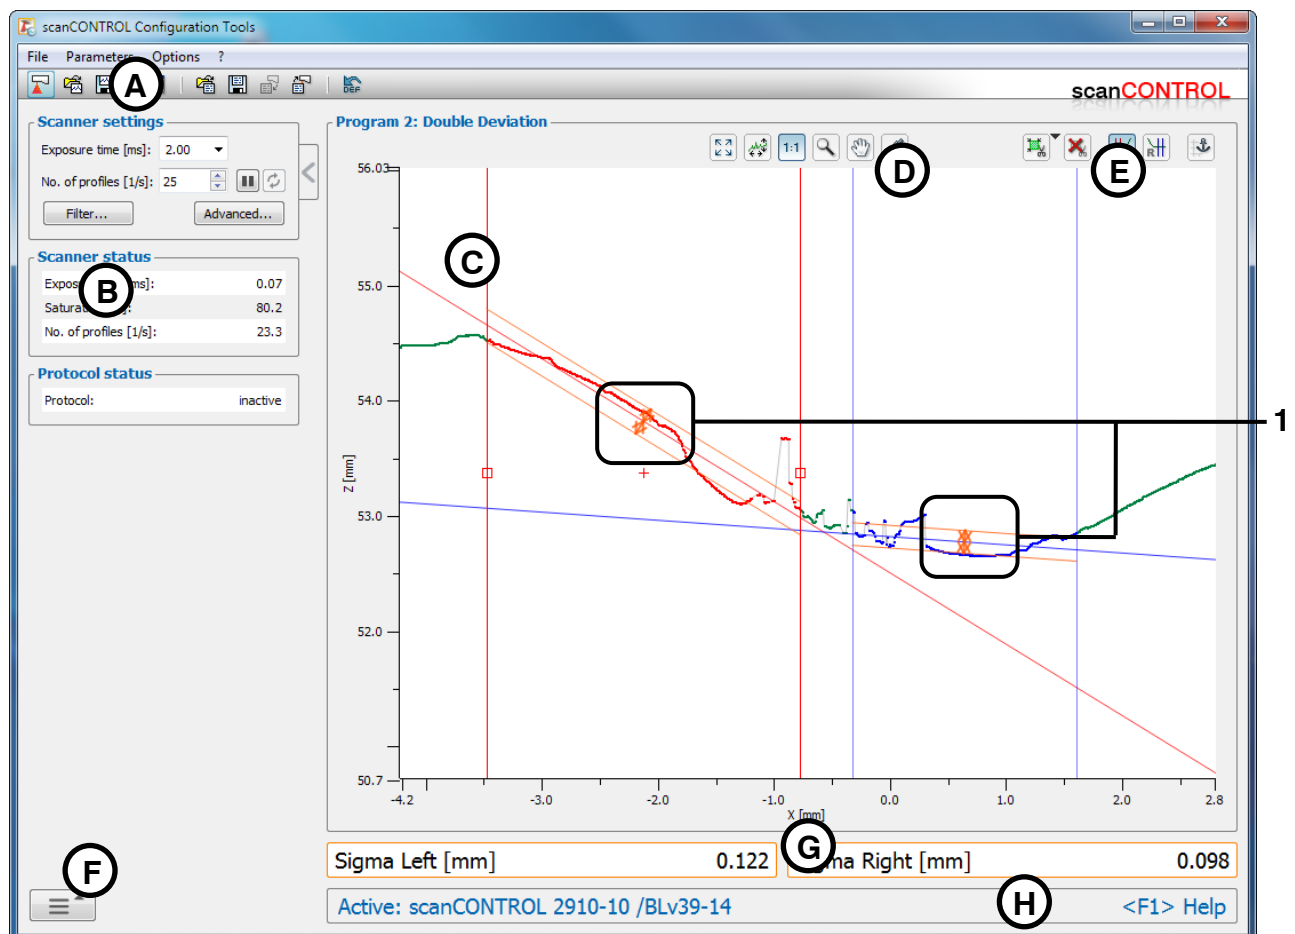 scanCONTROL Configuration Tools
File Parameters Options ?
A
DEF
scanCONTROL
Scanner settings
Exposure time [ms]: 2.00
No. of profiles [1/s]: 25
Filter... Advanced...
Scanner status
ms]: 0.07
B
80.2
No. of profiles [1/s]: 23.3
Protocol status
Protocol: inactive
Program 2: Double Deviation
1:1
R
D
E
C
56.03
55.0
54.0
53.0
52.0
50.7
Z [mm]
-4.2 -3.0 -2.0 -1.0 0.0 1.0 2.0 2.8
X [mm]
1
G
Sigma Left [mm] 0.122
Right [mm] 0.098
F
H
Active: scanCONTROL 2910-10 /BLv39-14
<F1> Help